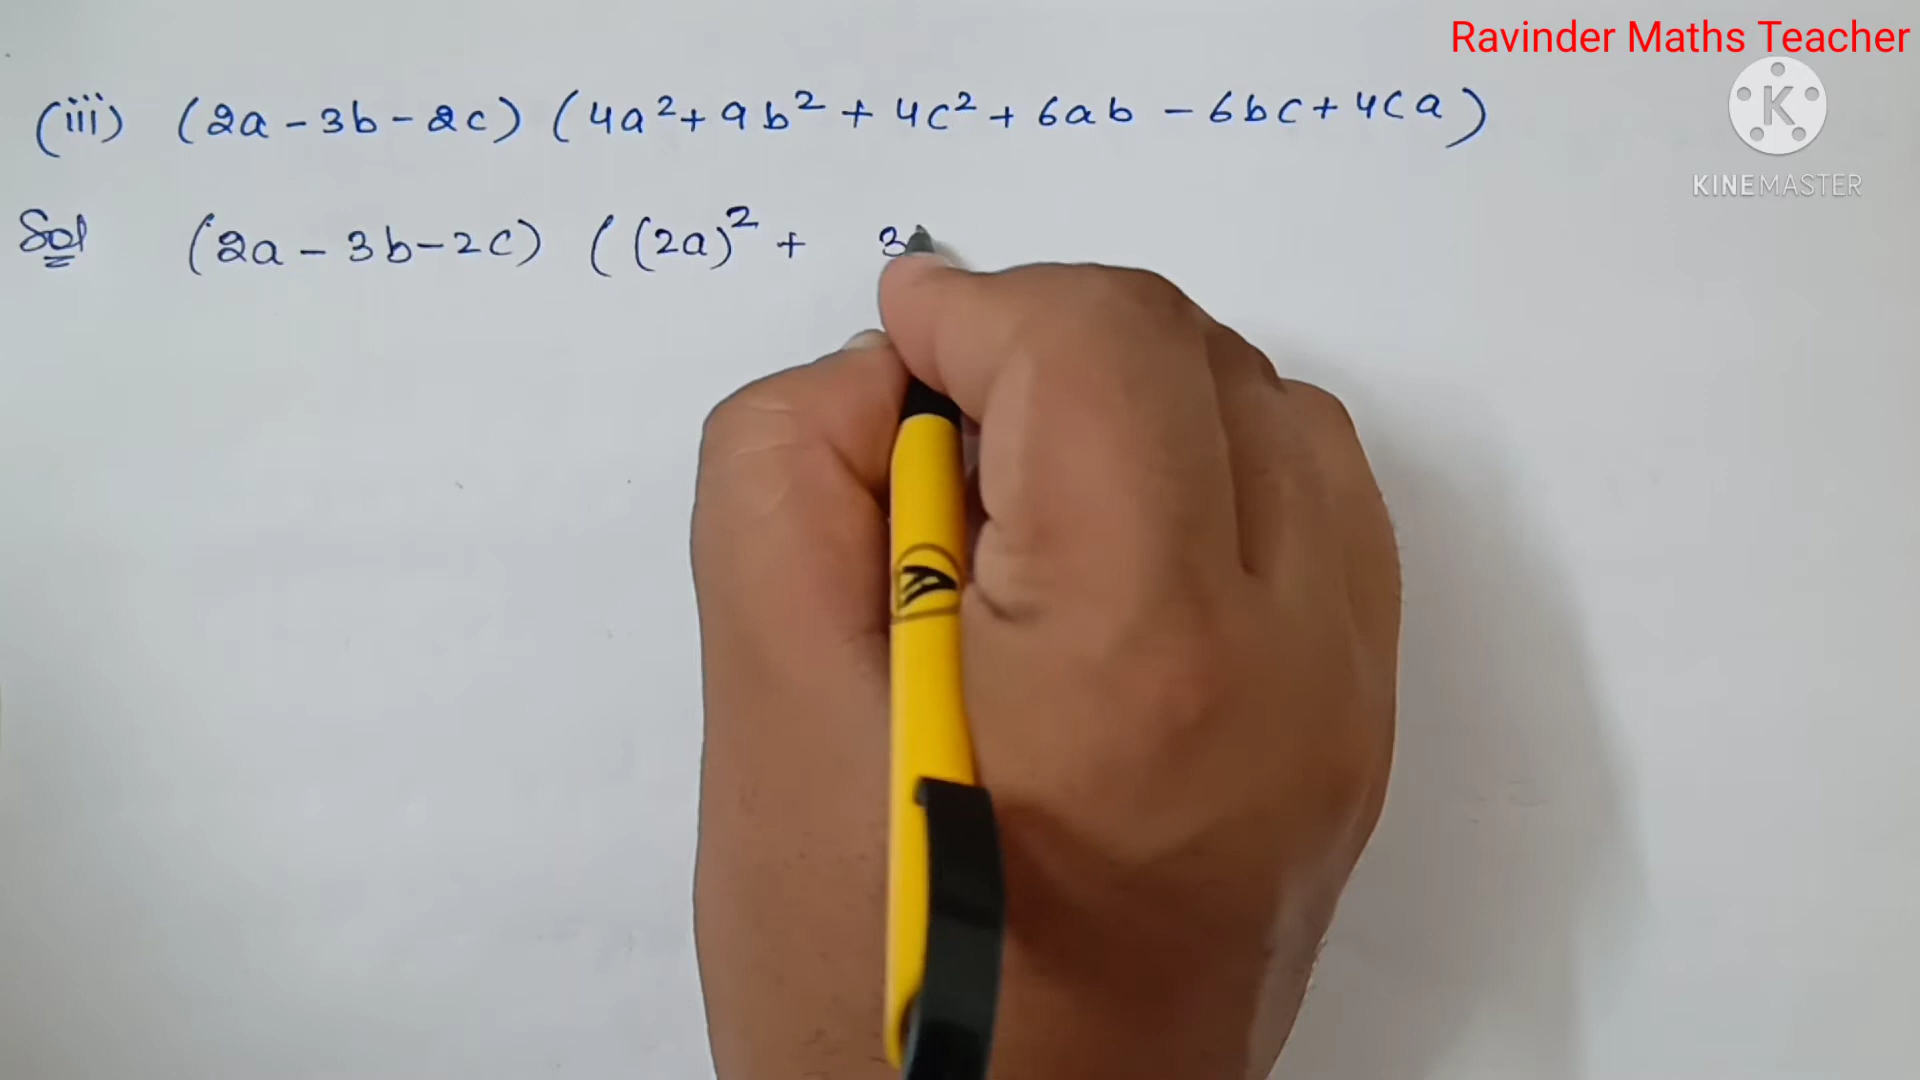 Ravinder Maths Teacher
(iii) (2a - 3b - 2c) (4a² + 9b² + 4c² + 6ab - 6bc + 4ca)
K
KINEMASTER
Sol (2a - 3b - 2c) ((2a)² + 3